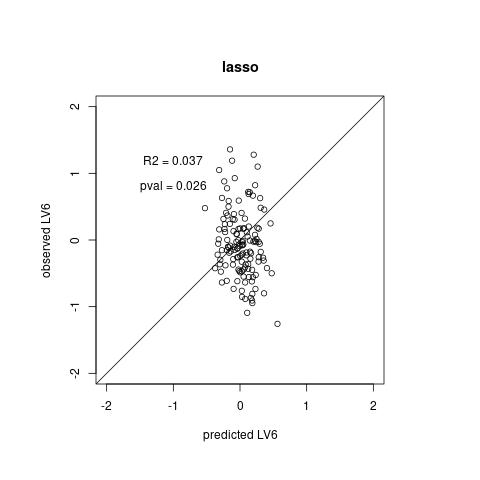 lasso
R2 = 0.037
pval = 0.026
observed LV6
2
1
0
-1
-2
-2 -1 0 1 2
predicted LV6